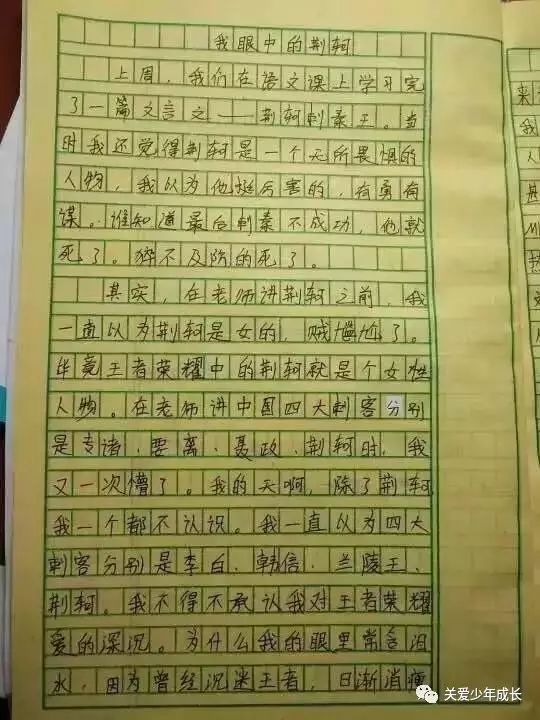 我眼中的荆轲
上周，我们在语文课上学习完
了一篇文言文——荆轲刺秦王。当
时我还觉得荆轲是一个无所畏惧的
人物，我以为他挺厉害的，有勇有
谋。谁知道最后刺秦不成功，他就
死了。猝不及防的死了。
其实，在老师讲荆轲之前，我
一直以为荆轲是女的，贼尴尬了。
毕竟王者荣耀中的荆轲就是个女性
人物。在老师讲中国四大刺客分别
是专诸、要离、聂政、荆轲时，我
又一次懵了。我的天啊，除了荆轲
我一个都不认识。我一直以为四大
刺客分别是李白、韩信、兰陵王、
荆轲。我不得不承认我对王者荣耀
爱的深沉。为什么我的眼里常含泪
水，因为曾经沉迷王者，日渐消瘦
关爱少年成长